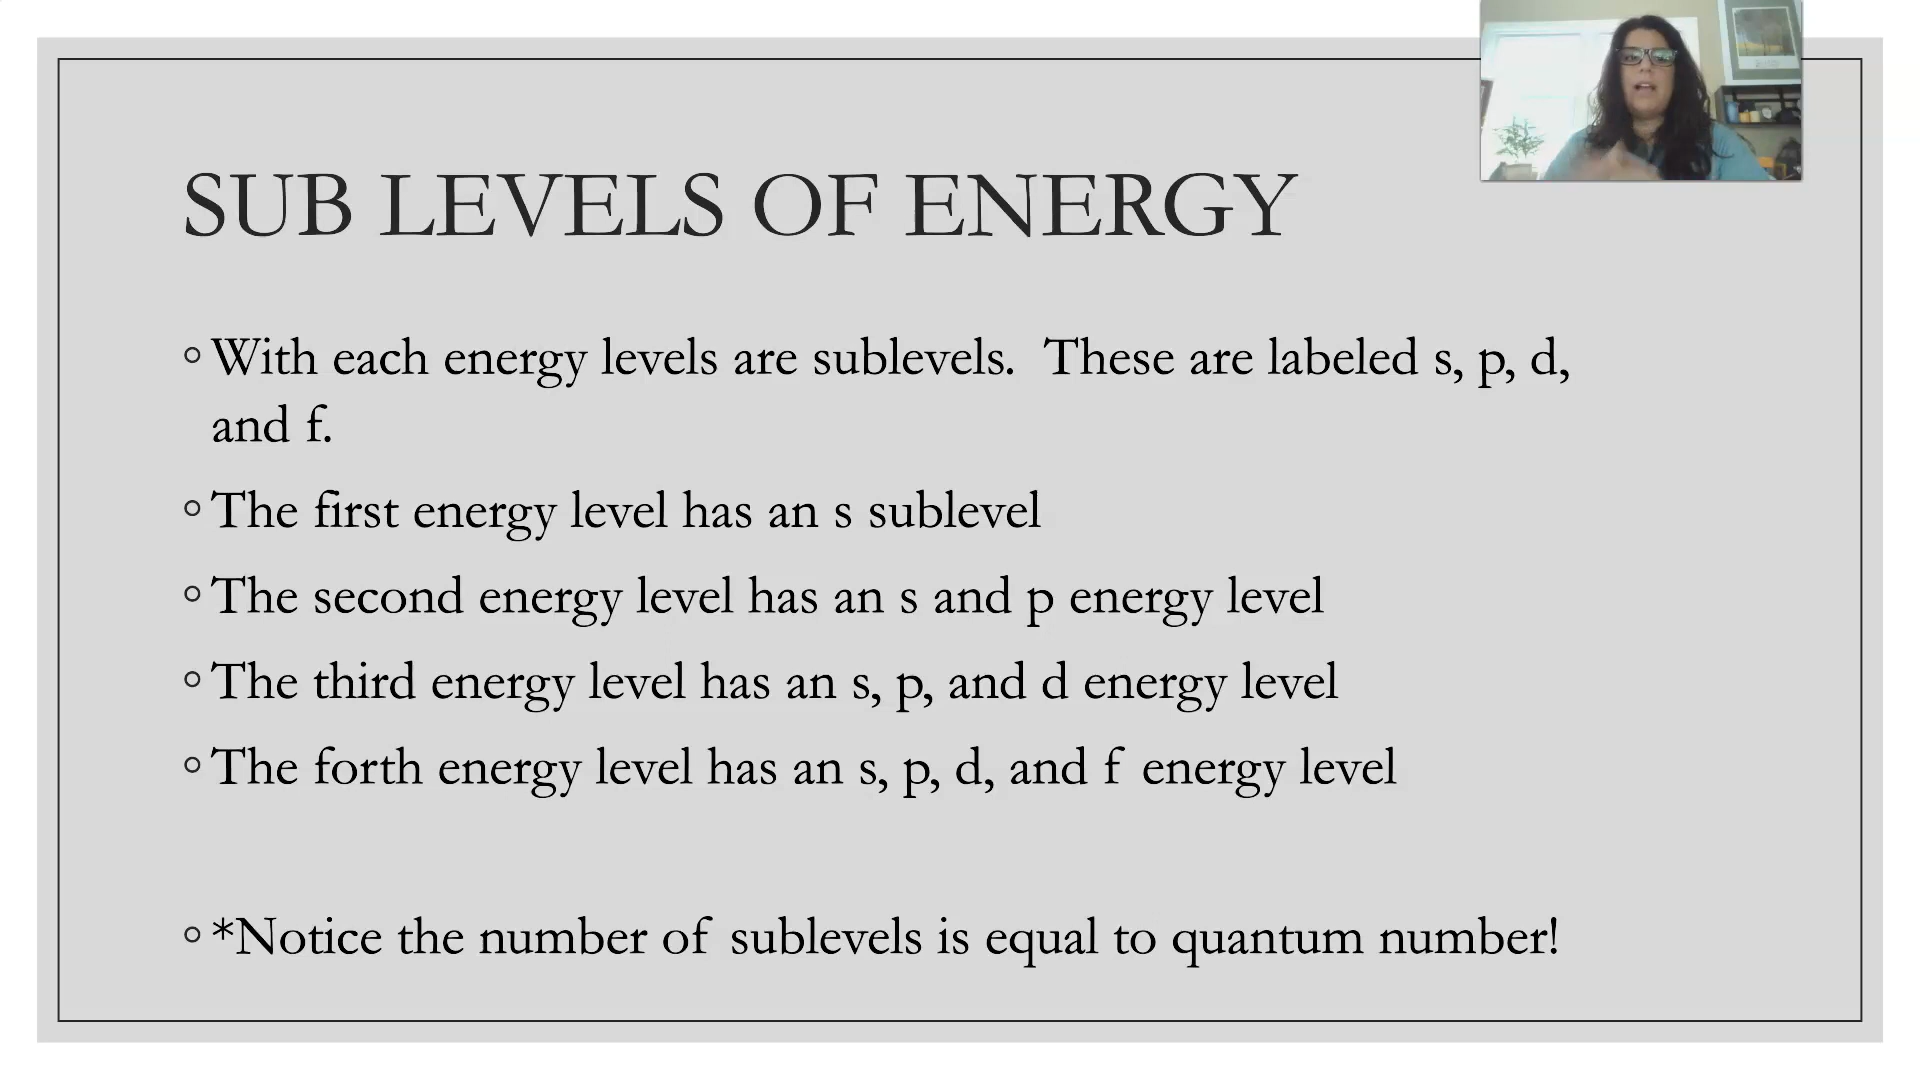 SUB LEVELS OF ENERGY
◦ With each energy levels are sublevels.  These are labeled s, p, d,
and f.
◦ The first energy level has an s sublevel
◦ The second energy level has an s and p energy level
◦ The third energy level has an s, p, and d energy level
◦ The forth energy level has an s, p, d, and f energy level
◦ *Notice the number of sublevels is equal to quantum number!